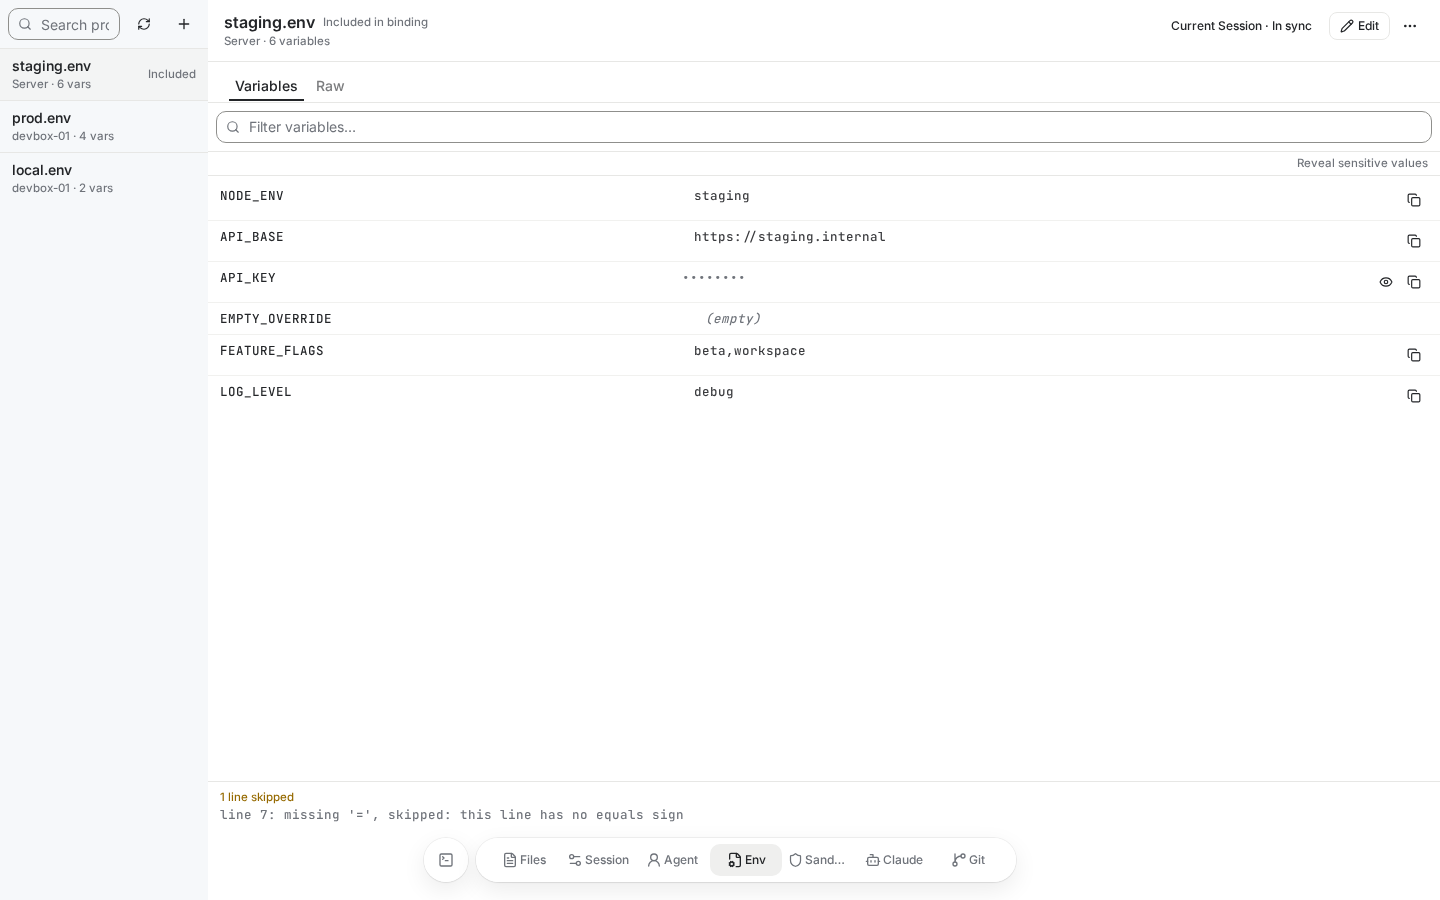 Search pro
staging.env
Server · 6 vars
Included
prod.env
devbox-01 · 4 vars
local.env
devbox-01 · 2 vars
staging.env Included in binding
Server · 6 variables
Current Session · In sync
Edit
Variables Raw
Filter variables...
Reveal sensitive values
NODE_ENV staging
API_BASE https://staging.internal
API_KEY ••••••••
EMPTY_OVERRIDE (empty)
FEATURE_FLAGS beta,workspace
LOG_LEVEL debug
1 line skipped
line 7: missing '=', skipped: this line has no equals sign
Files Session Agent Env Sand... Claude Git